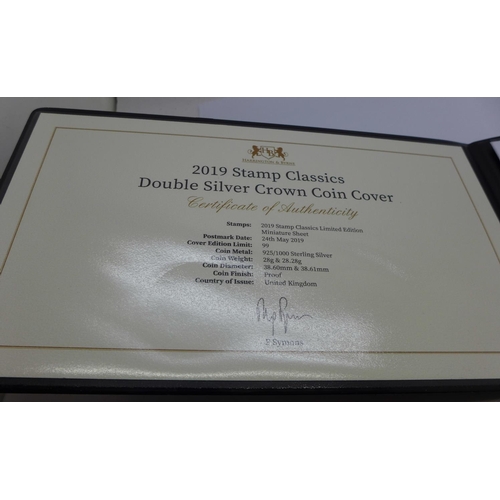 HARRINGTON & BYRNE
2019 Stamp Classics
Double Silver Crown Coin Cover
Certificate of Authenticity
Stamps: 2019 Stamp Classics Limited Edition
Miniature Sheet
Postmark Date: 24th May 2019
Cover Edition Limit: 99
Coin Metal: 925/1000 Sterling Silver
Coin Weight: 28g & 28.28g
Coin Diameter: 38.60mm & 38.61mm
Coin Finish: Proof
Country of Issue: United Kingdom
P Symons